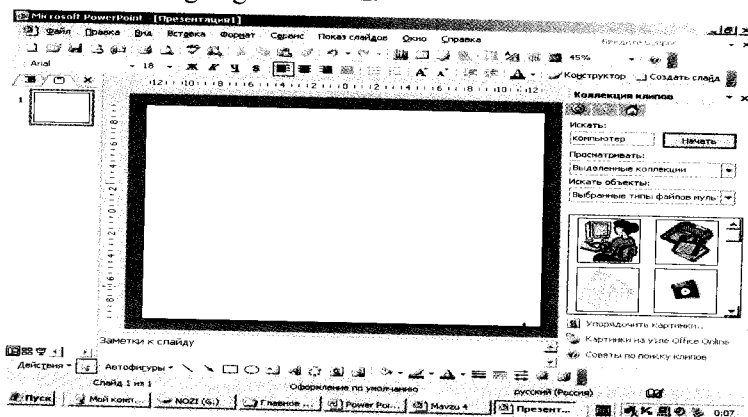 Microsoft PowerPoint - [Презентация1]
Файл Правка Вид Вставка Формат Сервис Показ слайдов Окно Справка
45%
Arial 18 Ж К Ч S Конструктор Создать слайд
Коллекция клипов
Искать:
компьютер Начать
Просматривать:
Выделенные коллекции
Искать объекты:
Выбранные типы файлов муль
1
Упорядочить картинки...
Картинки на узле Office Online
Советы по поиску клипов
Заметки к слайду
Действия Автофигуры
Слайд 1 из 1 Оформление по умолчанию русский (Россия)
Пуск Мой комп... NOZI (G:) Главное ... Power Poi... Mavzu 4 Презент... 0:07